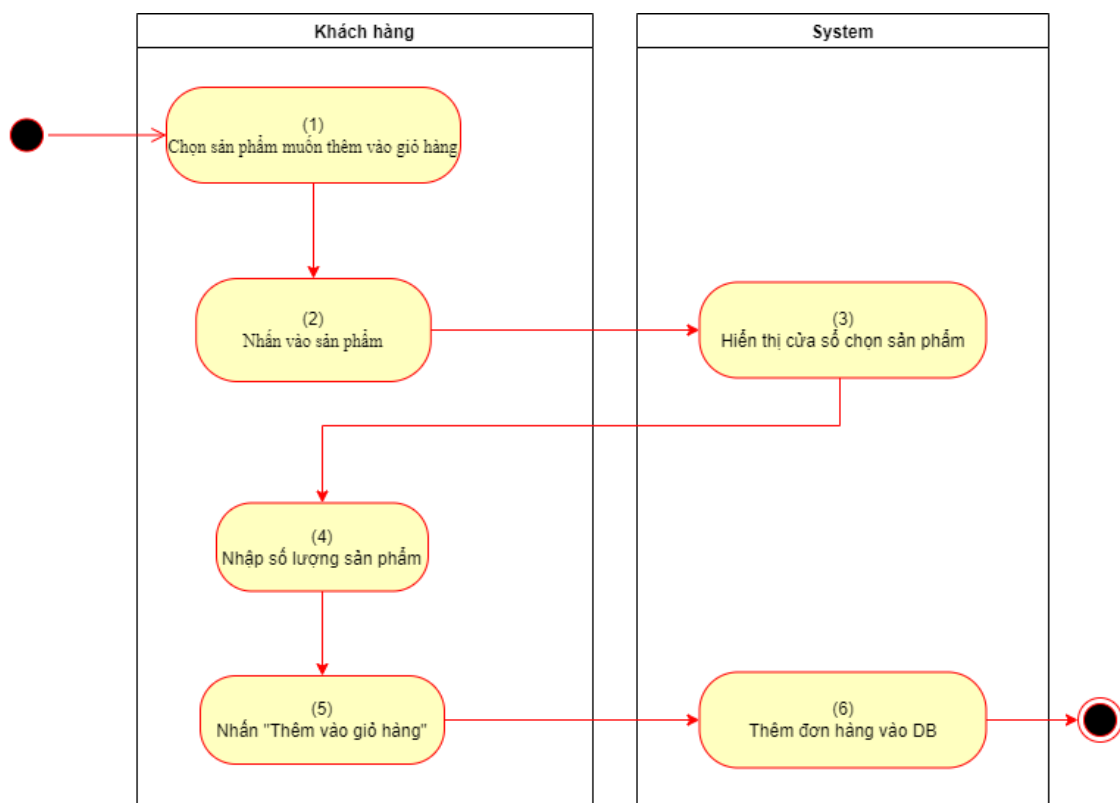 Khách hàng
System
(1)
Chọn sản phẩm muốn thêm vào giỏ hàng
(2)
Nhấn vào sản phẩm
(3)
Hiển thị cửa sổ chọn sản phẩm
(4)
Nhập số lượng sản phẩm
(5)
Nhấn "Thêm vào giỏ hàng"
(6)
Thêm đơn hàng vào DB